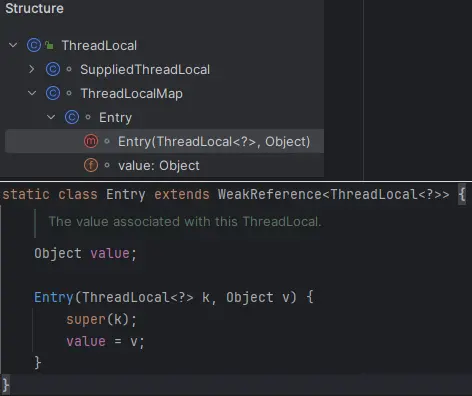 Structure
ThreadLocal
SuppliedThreadLocal
ThreadLocalMap
Entry
Entry(ThreadLocal<?>, Object)
value: Object
static class Entry extends WeakReference<ThreadLocal<?>> {
The value associated with this ThreadLocal.
Object value;
Entry(ThreadLocal<?> k, Object v) {
super(k);
value = v;
}
}